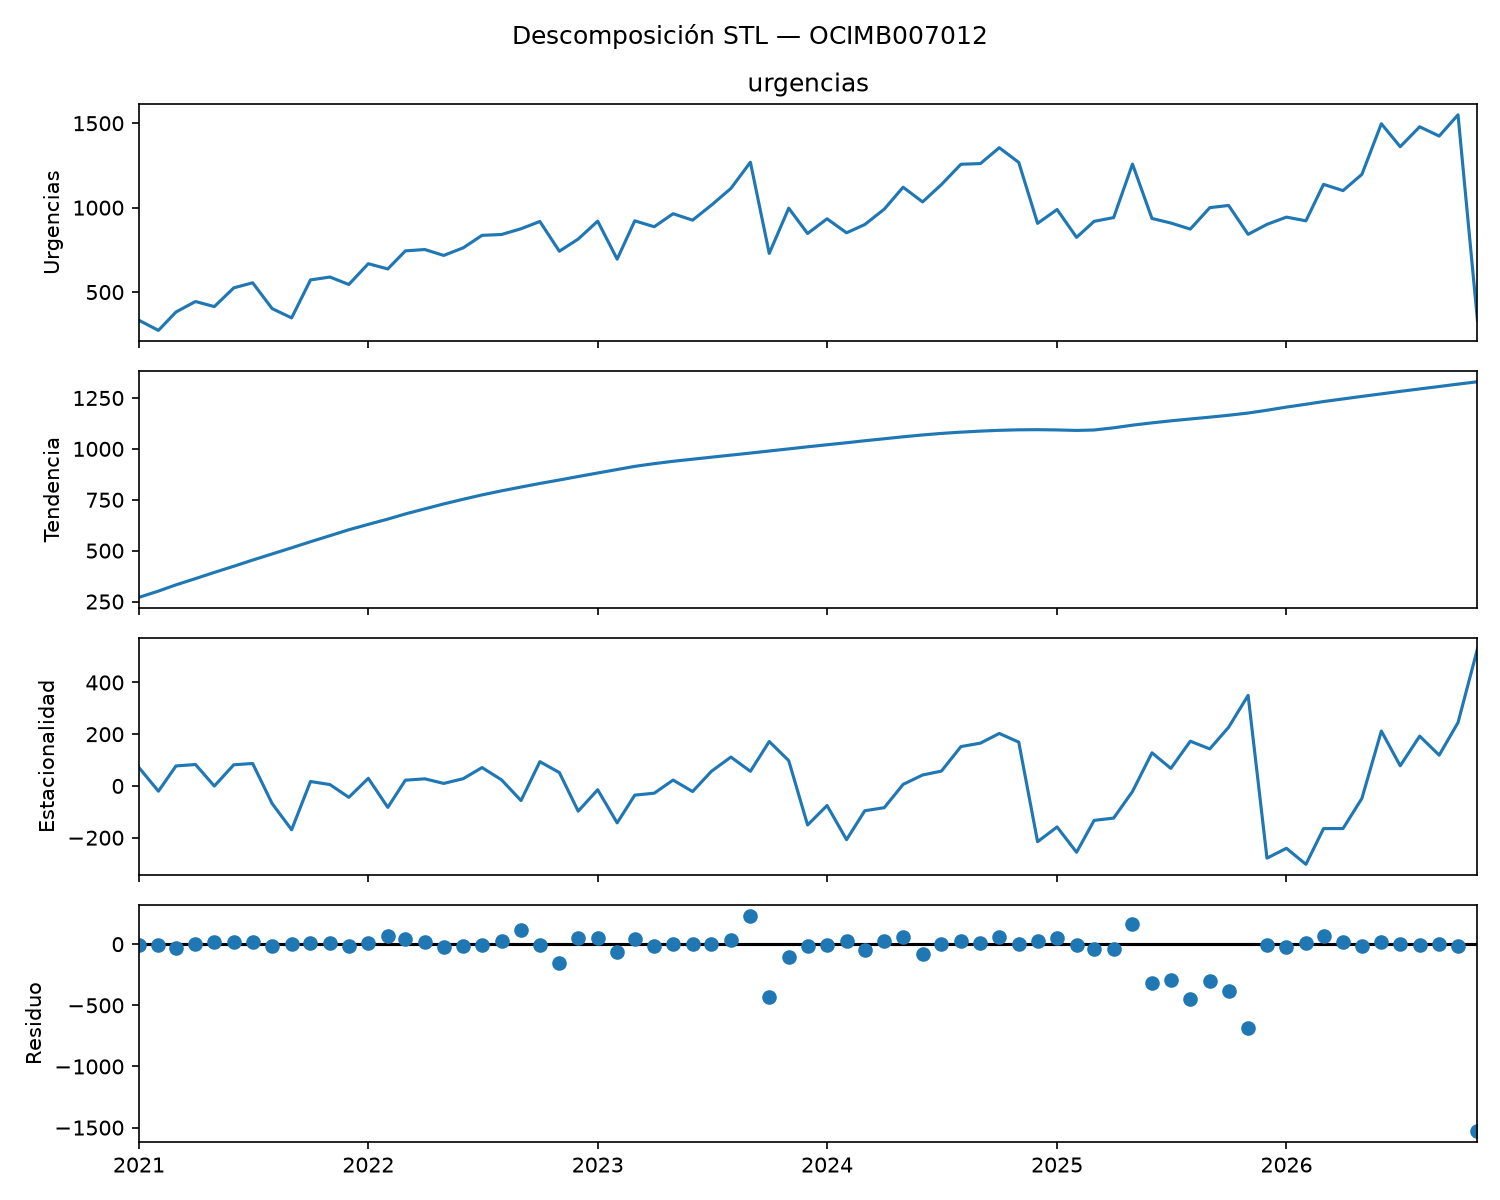 Descomposición STL — OCIMB007012
urgencias
Urgencias
1500
1000
500
Tendencia
1250
1000
750
500
250
Estacionalidad
400
200
0
−200
Residuo
0
−500
−1000
−1500
2021 2022 2023 2024 2025 2026